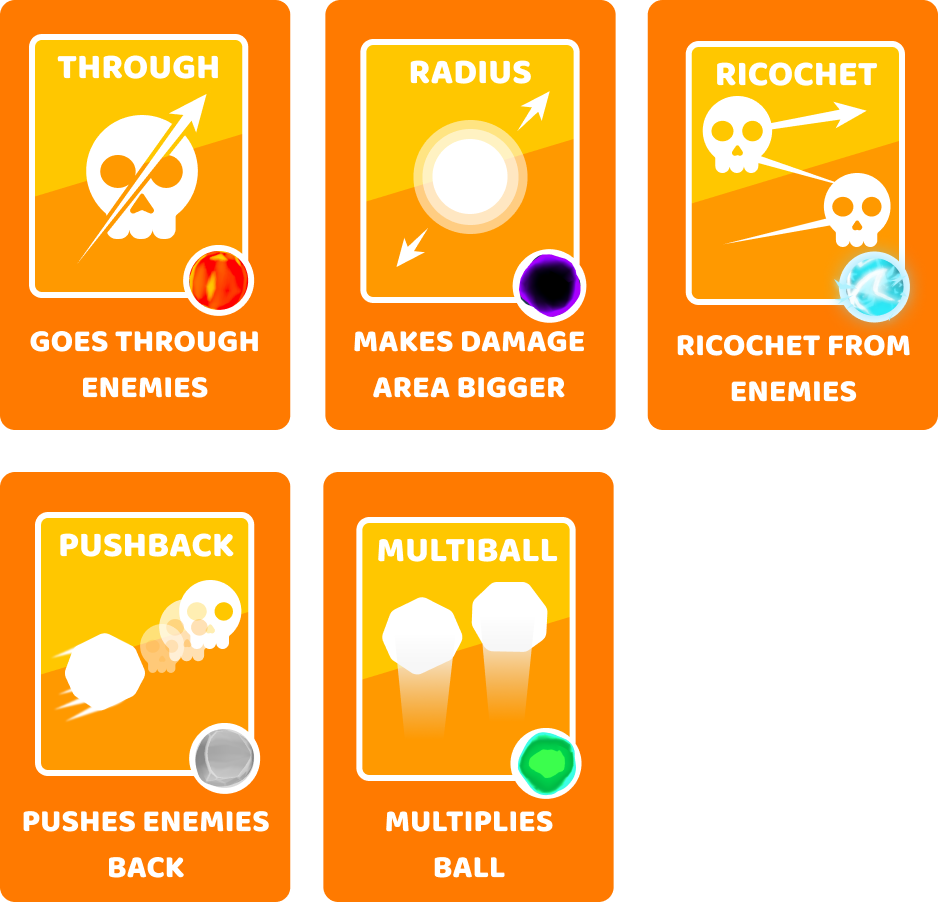 THROUGH
GOES THROUGH
ENEMIES
RADIUS
MAKES DAMAGE
AREA BIGGER
RICOCHET
RICOCHET FROM
ENEMIES
PUSHBACK
PUSHES ENEMIES
BACK
MULTIBALL
MULTIPLIES
BALL